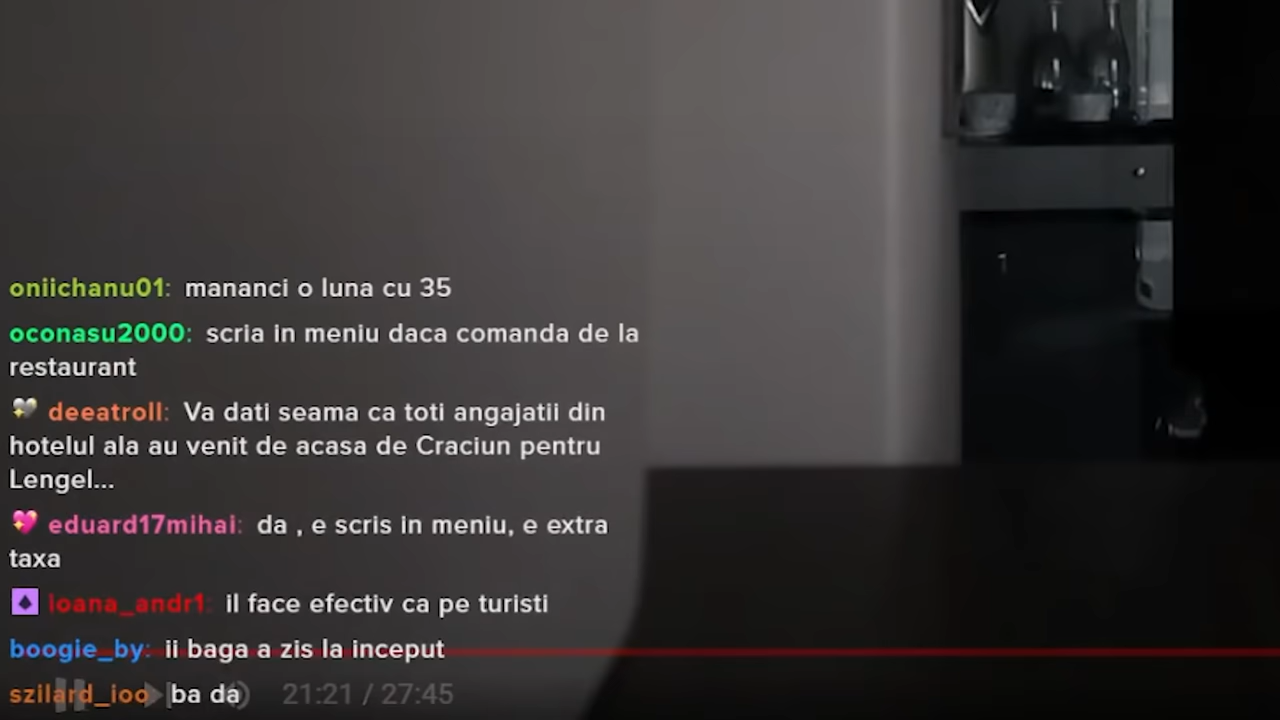 oniichanu01: mananci o luna cu 35
oconasu2000: scria in meniu daca comanda de la
restaurant
deeatroll: Va dati seama ca toti angajatii din
hotelul ala au venit de acasa de Craciun pentru
Lengel...
eduard17mihai: da , e scris in meniu, e extra
taxa
ioana_andr1: il face efectiv ca pe turisti
boogie_by: ii baga a zis la inceput
szilard_ioo ba da
21:21 / 27:45